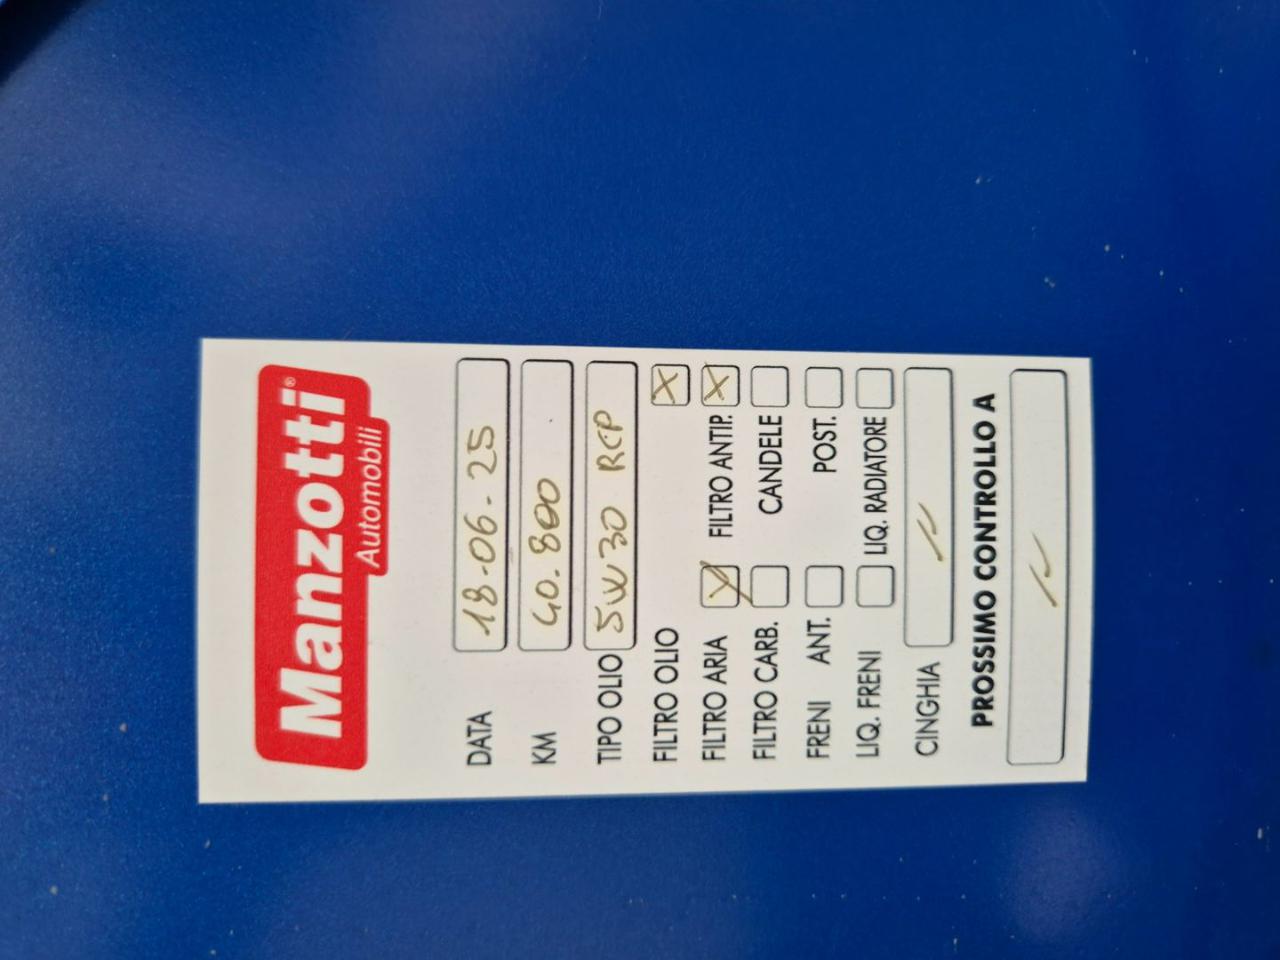 Manzotti®
Automobili
DATA 18-06-25
KM 40.800
TIPO OLIO 5W30 RCP
FILTRO OLIO X
FILTRO ARIA X FILTRO ANTIP. X
FILTRO CARB. CANDELE
FRENI ANT. POST.
LIQ. FRENI LIQ. RADIATORE
CINGHIA //
PROSSIMO CONTROLLO A
//